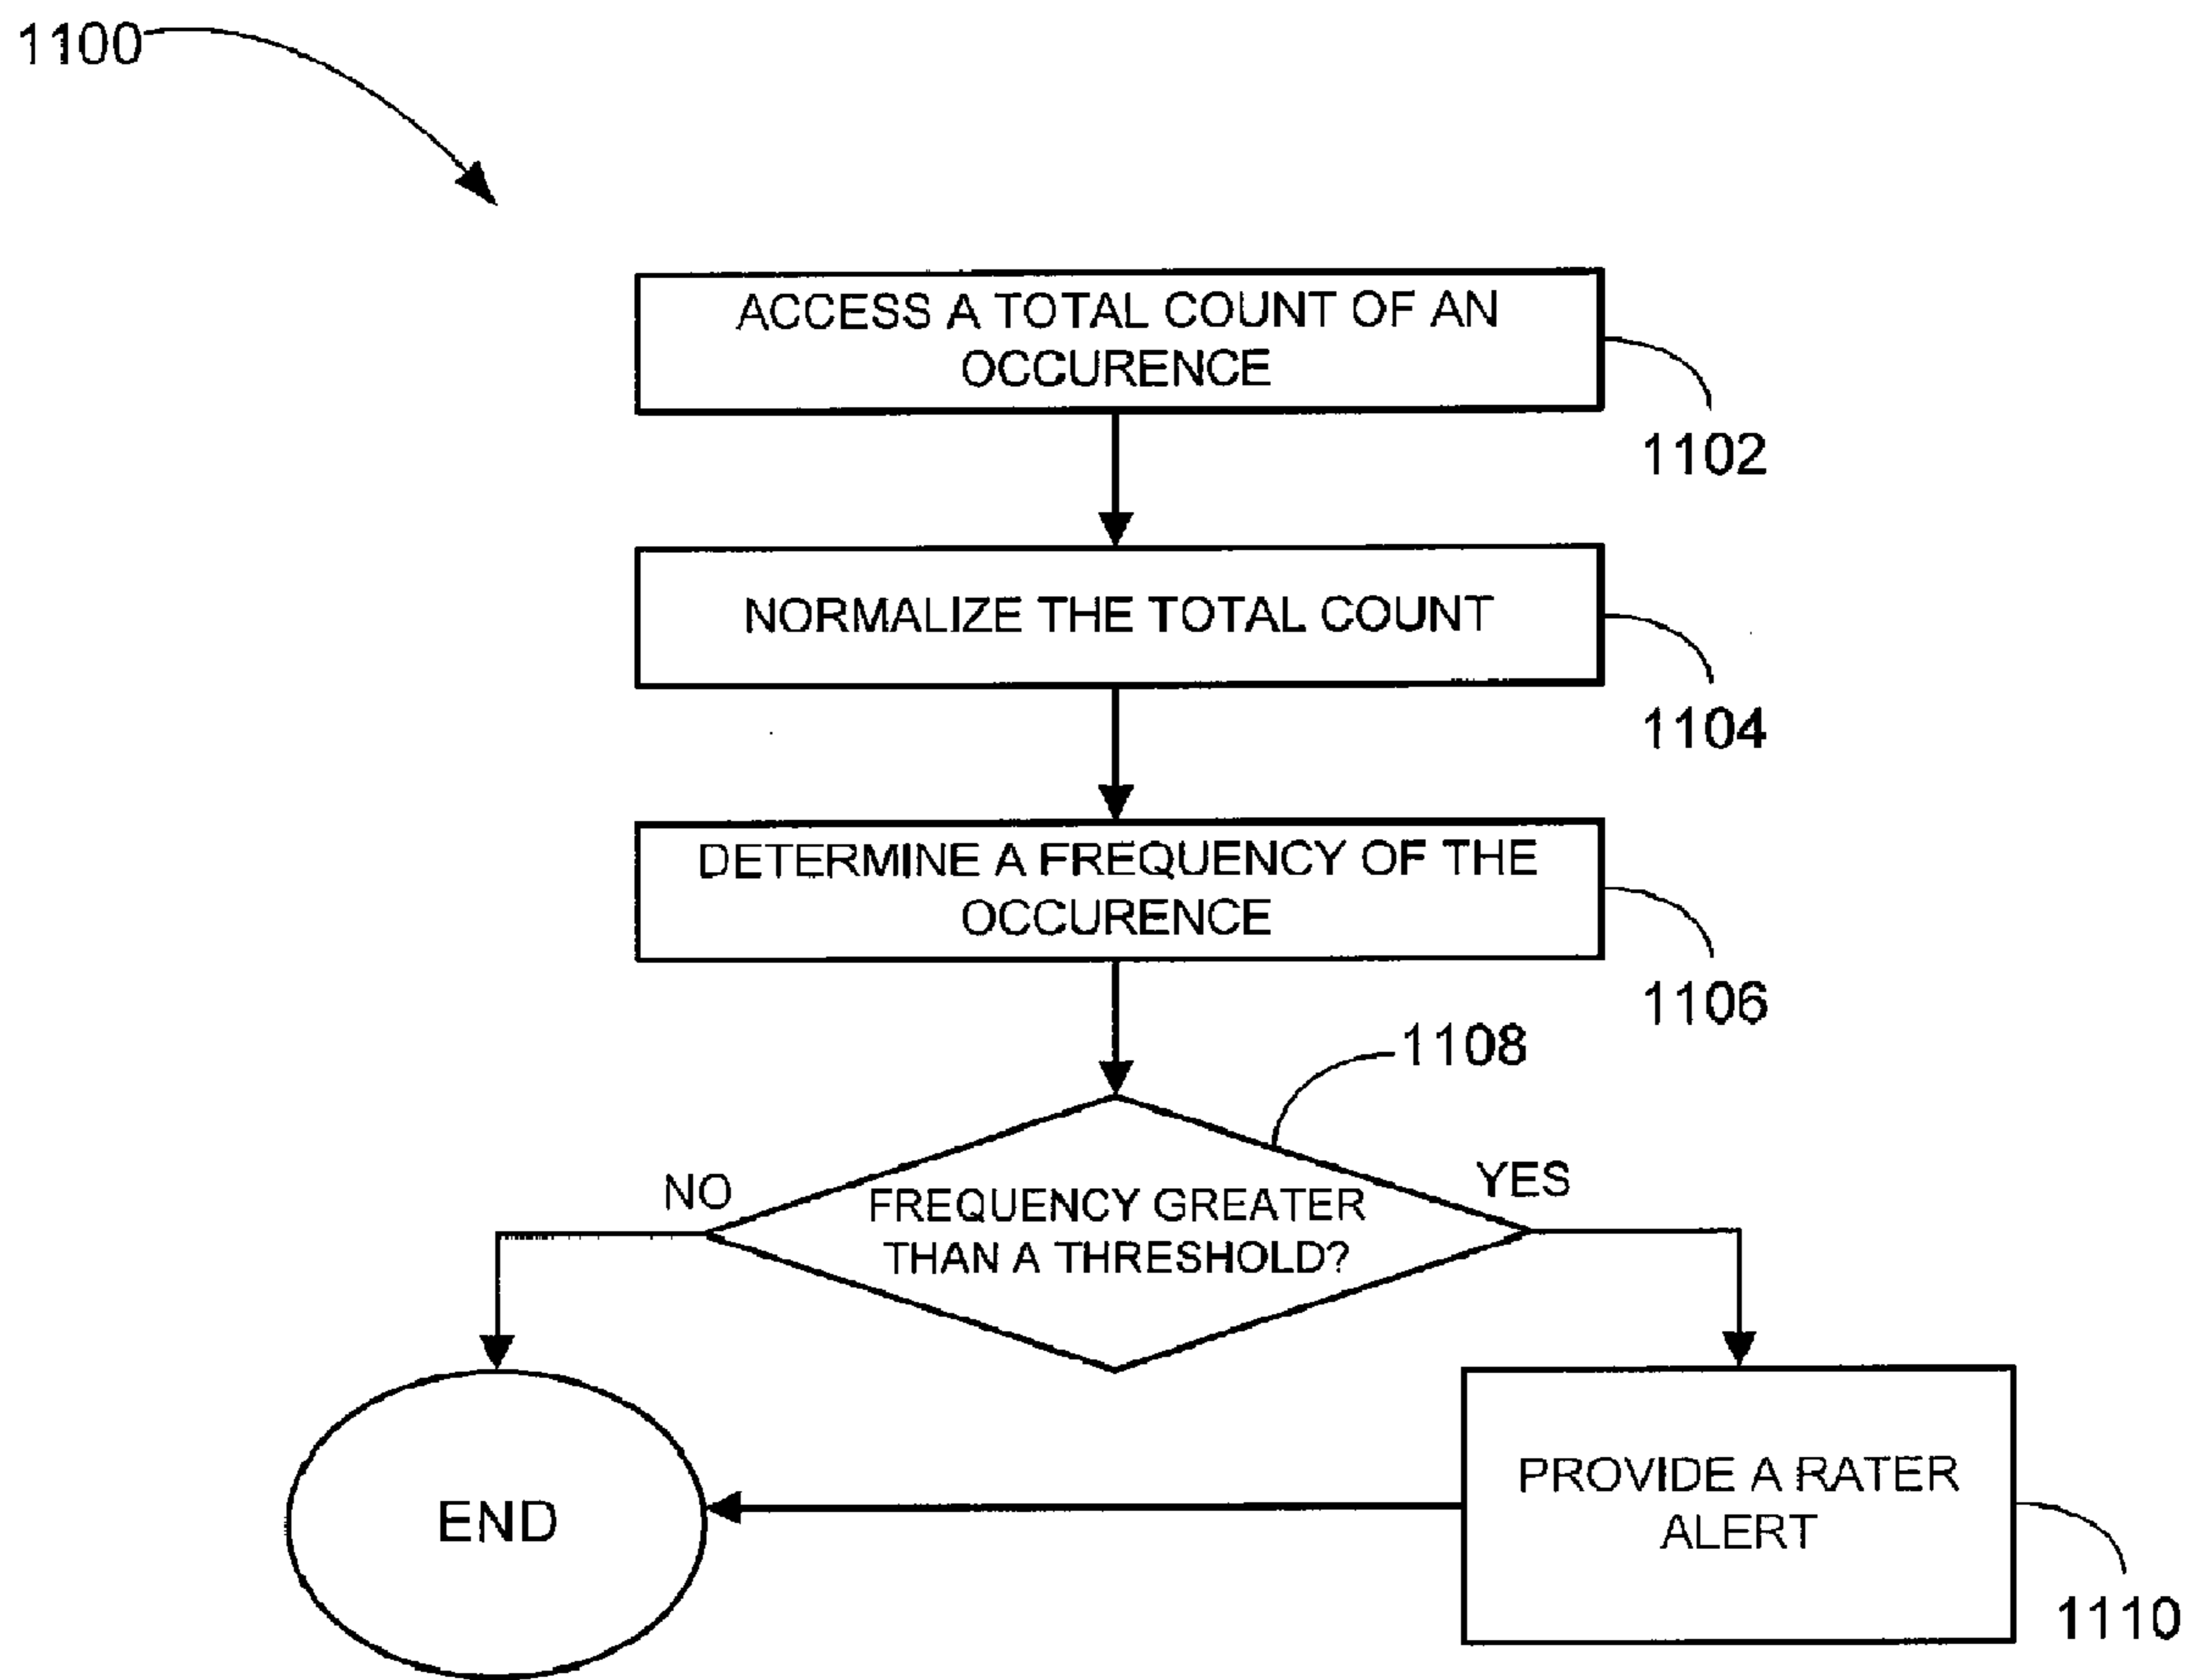 1100
ACCESS A TOTAL COUNT OF AN
OCCURENCE
1102
NORMALIZE THE TOTAL COUNT
1104
DETERMINE A FREQUENCY OF THE
OCCURENCE
1106
1108
NO
FREQUENCY GREATER
THAN A THRESHOLD?
YES
END
PROVIDE A RATER
ALERT
1110